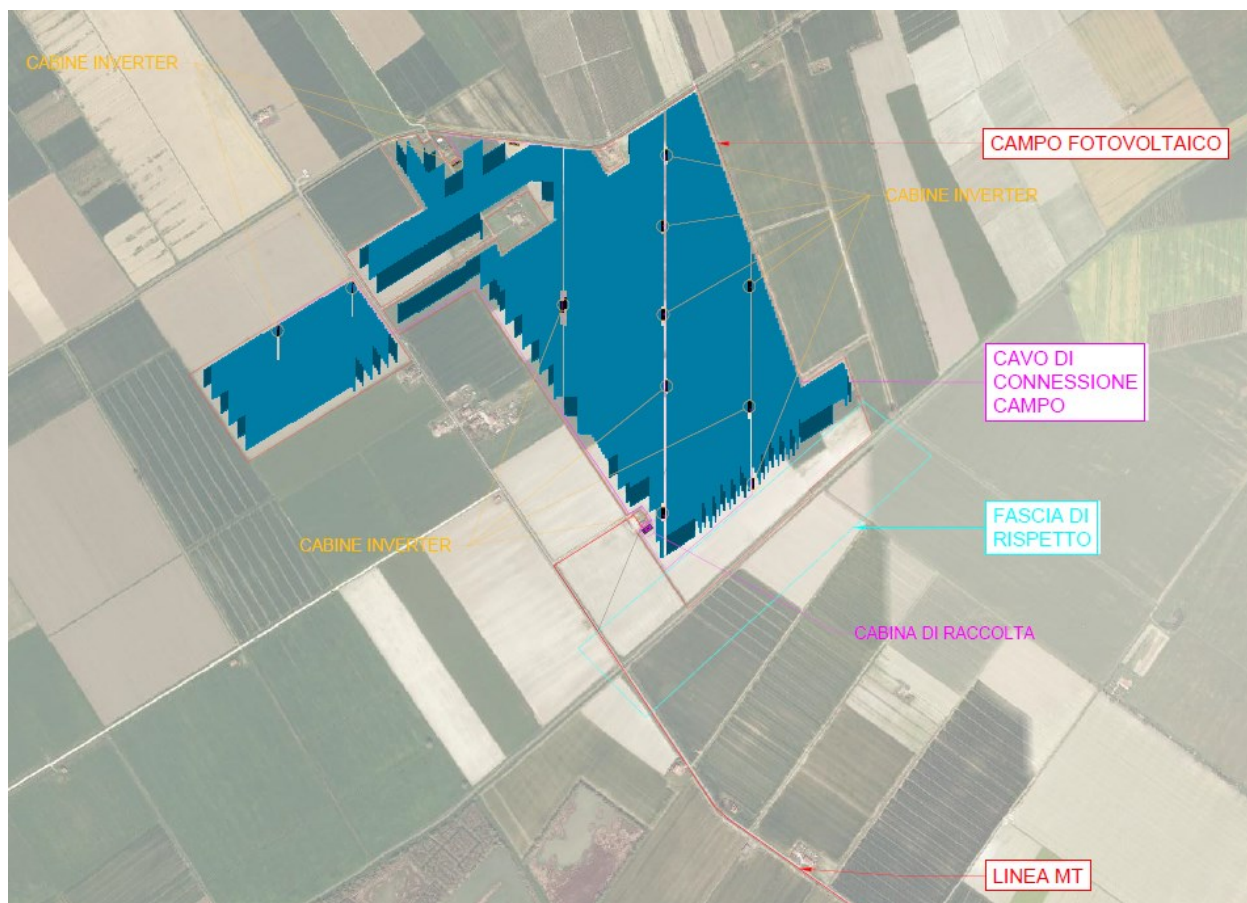 CABINE INVERTER
CAMPO FOTOVOLTAICO
CABINE INVERTER
CAVO DI
CONNESSIONE
CAMPO
FASCIA DI
RISPETTO
CABINE INVERTER
CABINA DI RACCOLTA
LINEA MT